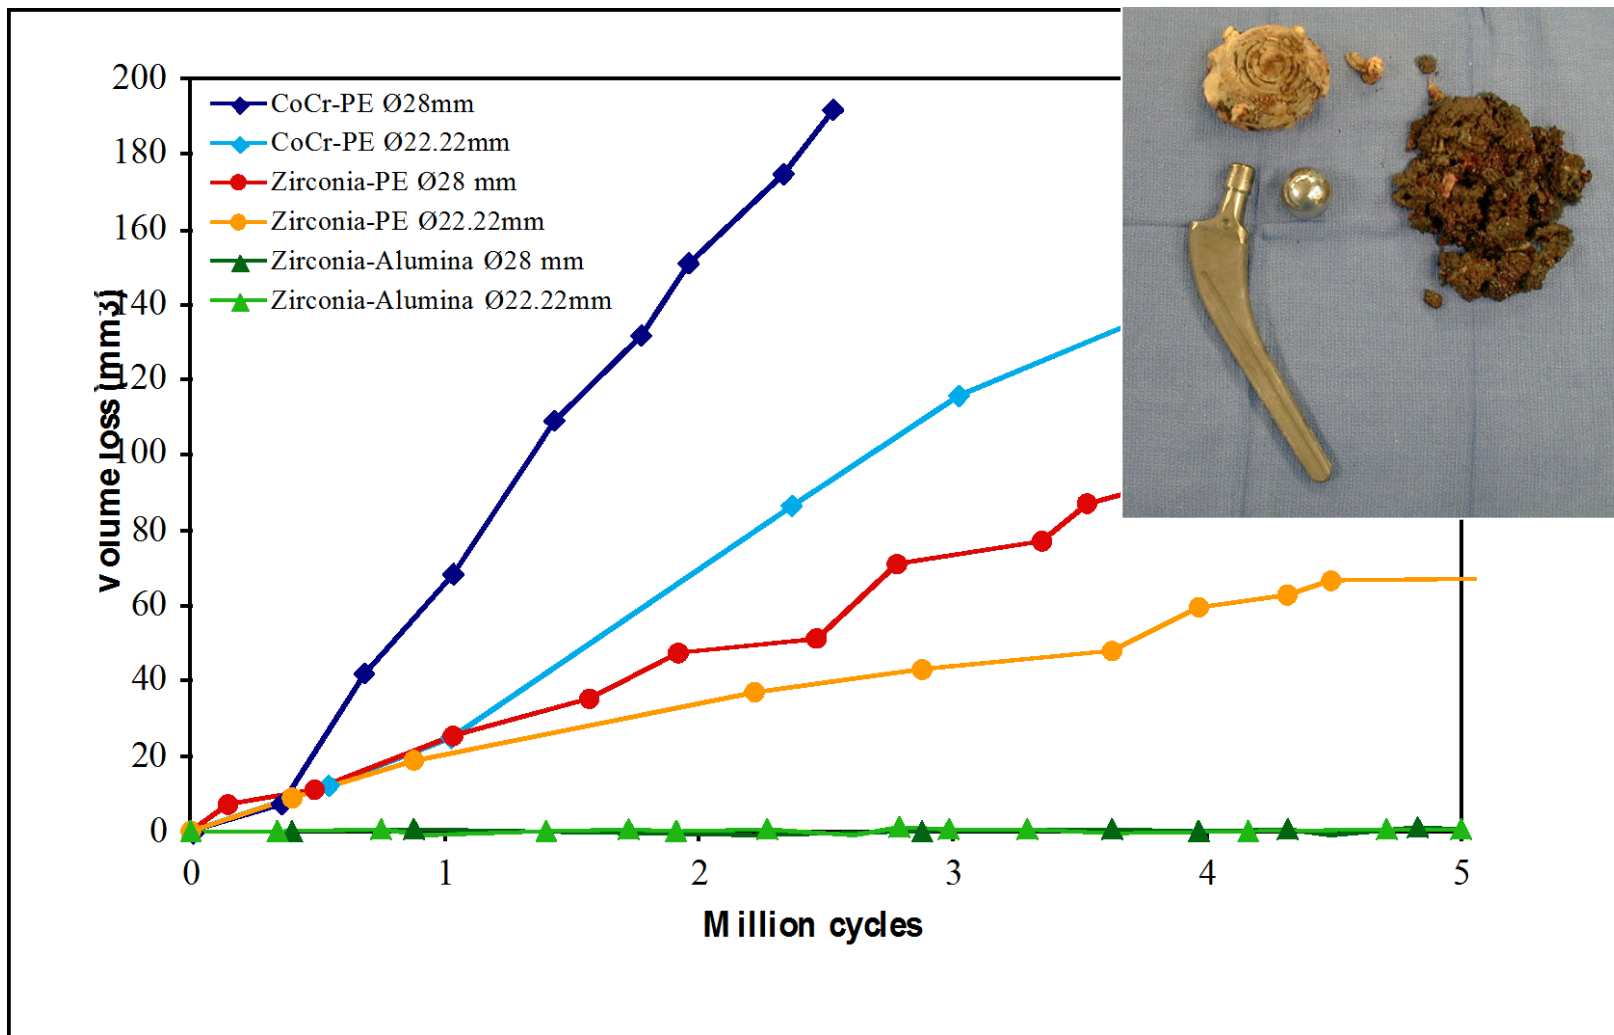 200
180
160
140
120
100
80
60
40
20
0
volume loss (mm3)
CoCr-PE Ø28mm
CoCr-PE Ø22.22mm
Zirconia-PE Ø28 mm
Zirconia-PE Ø22.22mm
Zirconia-Alumina Ø28 mm
Zirconia-Alumina Ø22.22mm
0 1 2 3 4 5
Million cycles